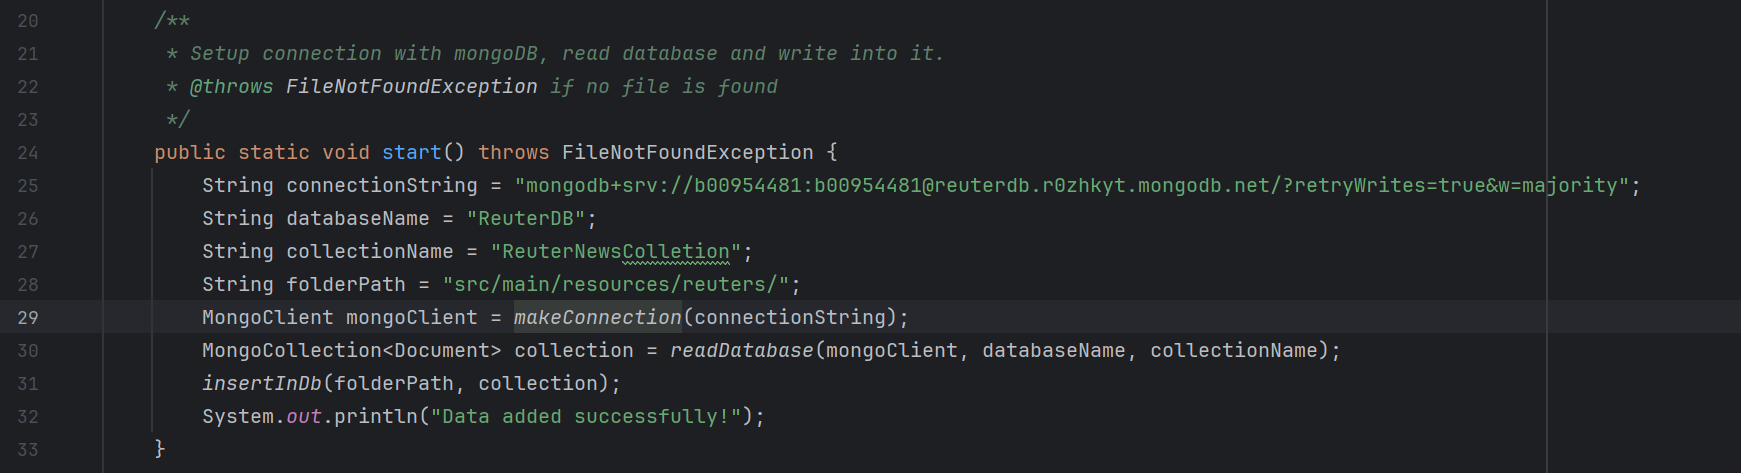 20 /**
21 * Setup connection with mongoDB, read database and write into it.
22 * @throws FileNotFoundException if no file is found
23 */
24 public static void start() throws FileNotFoundException {
25 String connectionString = "mongodb+srv://b00954481:b00954481@reuterdb.r0zhkyt.mongodb.net/?retryWrites=true&w=majority";
26 String databaseName = "ReuterDB";
27 String collectionName = "ReuterNewsColletion";
28 String folderPath = "src/main/resources/reuters/";
29 MongoClient mongoClient = makeConnection(connectionString);
30 MongoCollection<Document> collection = readDatabase(mongoClient, databaseName, collectionName);
31 insertInDb(folderPath, collection);
32 System.out.println("Data added successfully!");
33 }